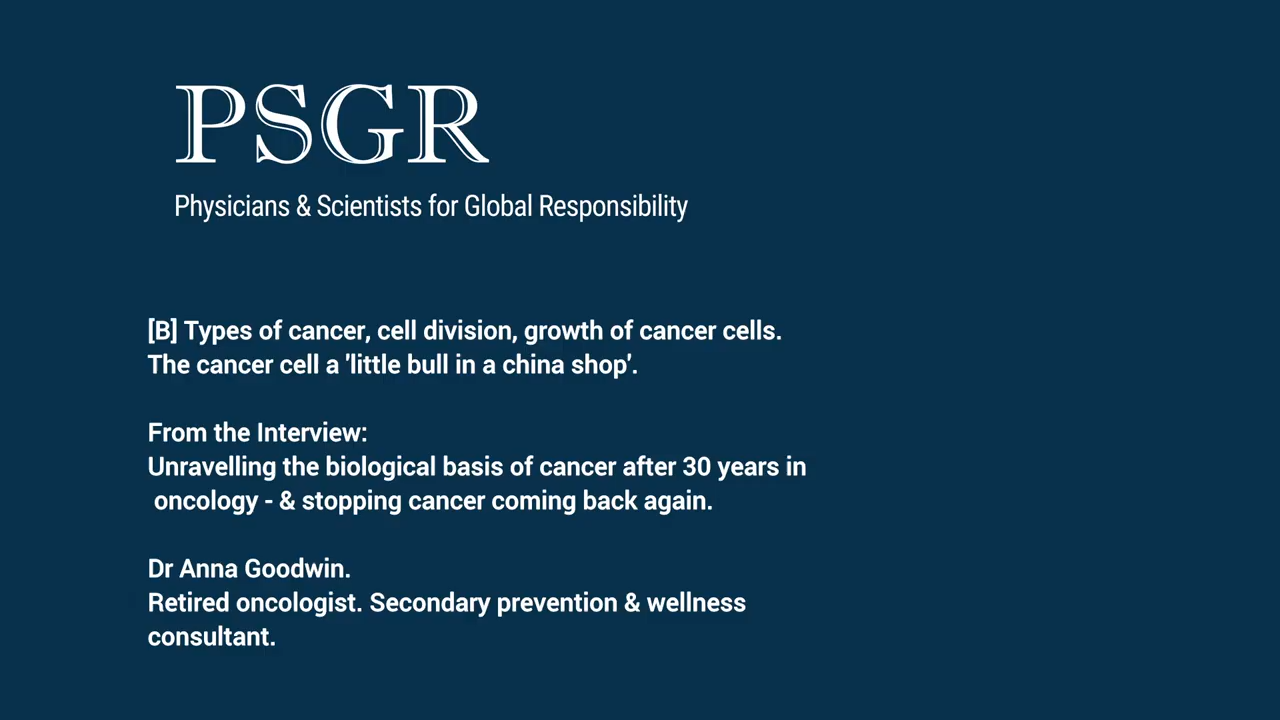 PSGR
Physicians & Scientists for Global Responsibility
[B] Types of cancer, cell division, growth of cancer cells.
The cancer cell a 'little bull in a china shop'.
From the Interview:
Unravelling the biological basis of cancer after 30 years in
oncology - & stopping cancer coming back again.
Dr Anna Goodwin.
Retired oncologist. Secondary prevention & wellness
consultant.